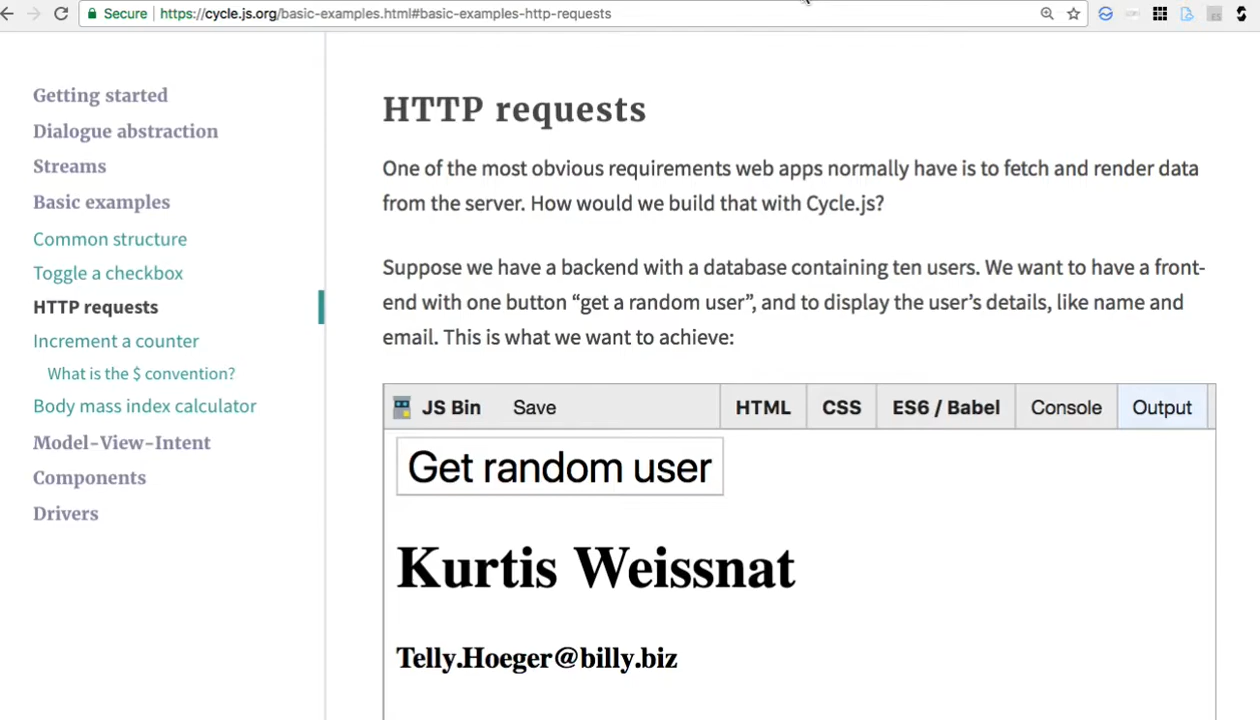 Secure https://cycle.js.org/basic-examples.html#basic-examples-http-requests
Getting started
Dialogue abstraction
Streams
Basic examples
Common structure
Toggle a checkbox
HTTP requests
Increment a counter
What is the $ convention?
Body mass index calculator
Model-View-Intent
Components
Drivers
HTTP requests
One of the most obvious requirements web apps normally have is to fetch and render data
from the server. How would we build that with Cycle.js?
Suppose we have a backend with a database containing ten users. We want to have a front-
end with one button “get a random user”, and to display the user’s details, like name and
email. This is what we want to achieve:
JS Bin Save HTML CSS ES6 / Babel Console Output
Get random user
Kurtis Weissnat
Telly.Hoeger@billy.biz